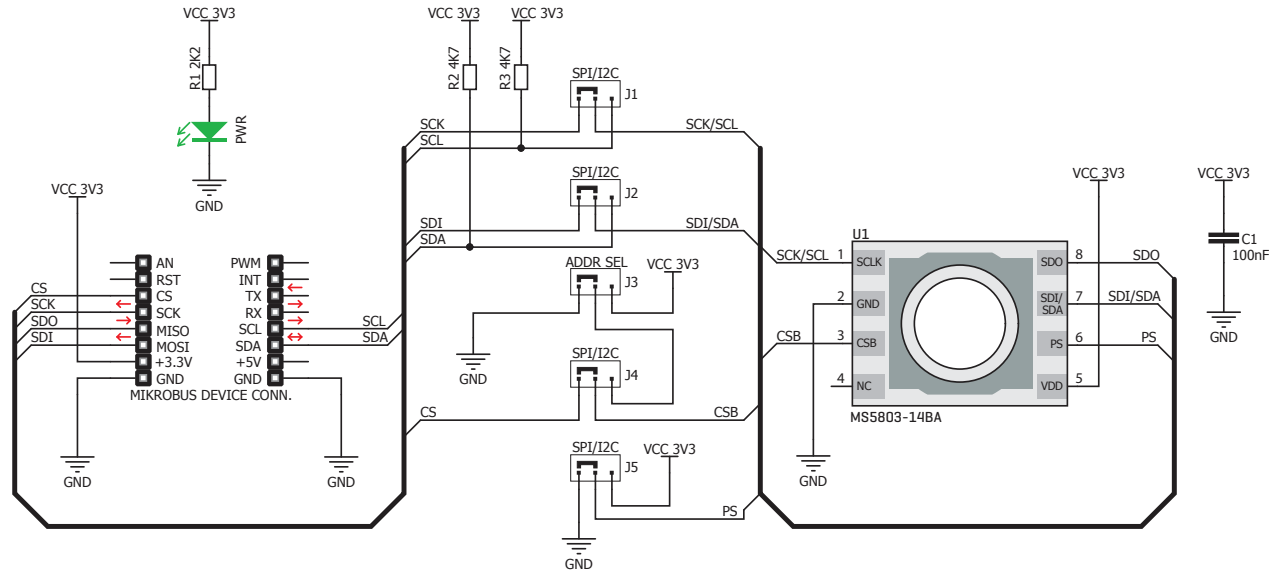 VCC 3V3
R1 2K2
PWR
GND
VCC 3V3
VCC 3V3
R2 4K7
R3 4K7
SPI/I2C
J1
SCK
SCL
SCK/SCL
SPI/I2C
J2
SDI
SDA
SDI/SDA
ADDR SEL
J3
VCC 3V3
GND
SPI/I2C
J4
CS
CSB
SPI/I2C
J5
VCC 3V3
PS
GND
VCC 3V3
AN
RST
CS
SCK
MISO
MOSI
+3.3V
GND
PWM
INT
TX
RX
SCL
SDA
+5V
GND
CS
SCK
SDO
SDI
SCL
SDA
MIKROBUS DEVICE CONN.
GND
GND
U1
SCK/SCL 1 SCLK
2 GND
CSB 3 CSB
4 NC
SDO 8 SDO
SDI/
SDA 7 SDI/SDA
PS 6 PS
VDD 5
MS5803-14BA
GND
VCC 3V3
VCC 3V3
C1
100nF
GND